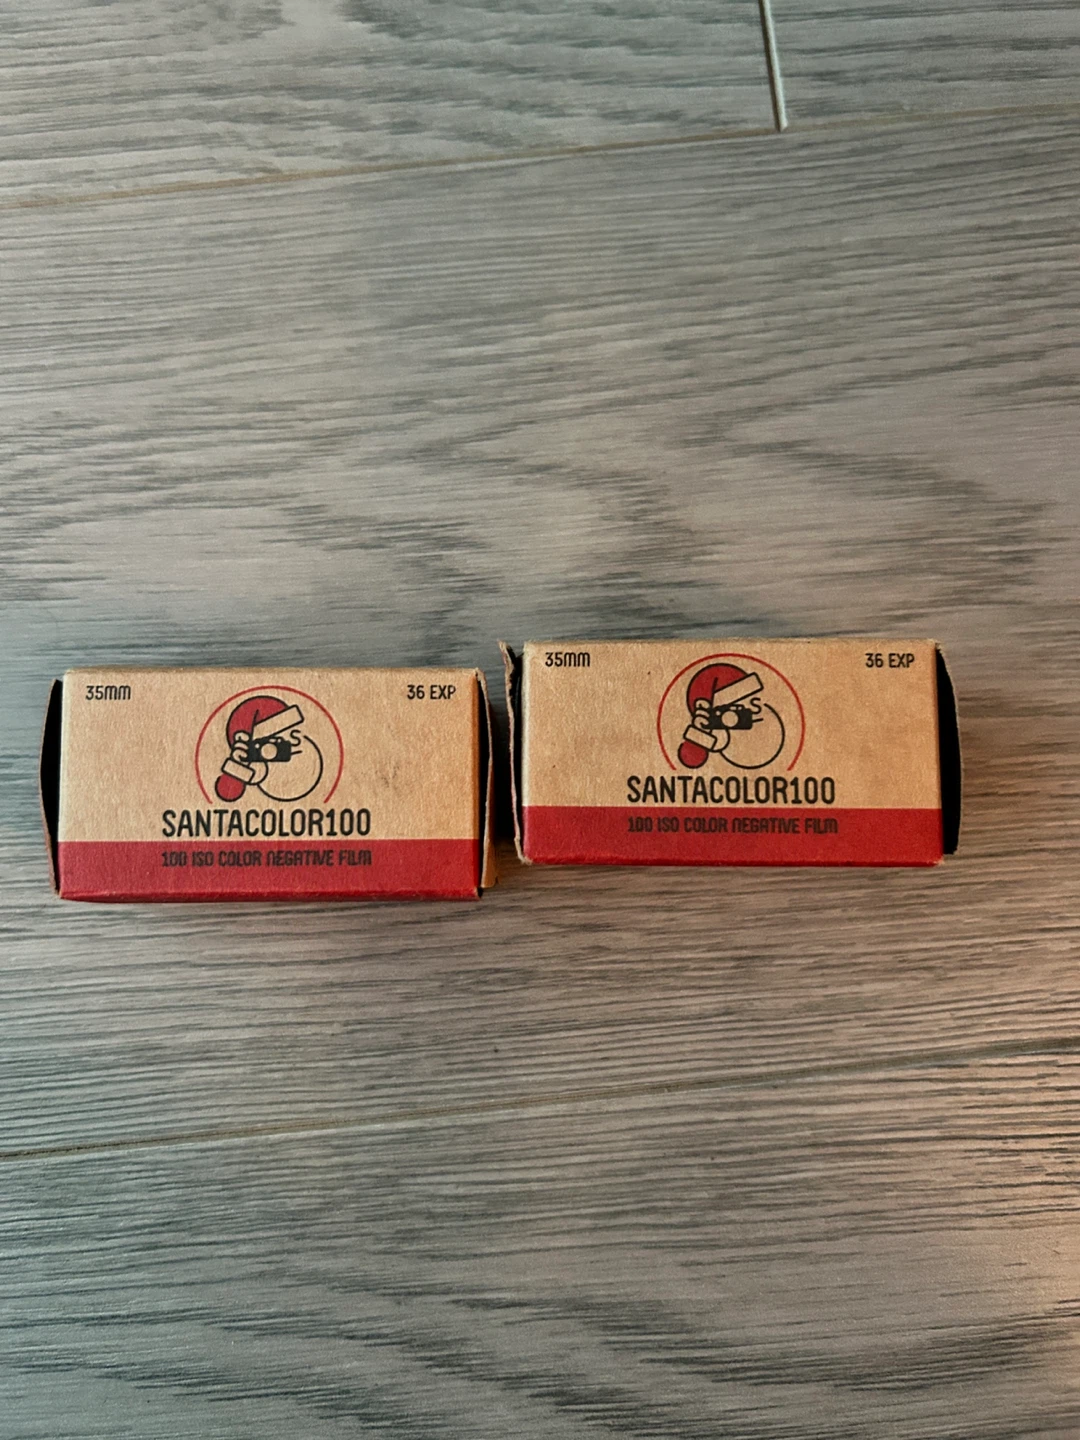 35MM
36 EXP
SANTACOLOR100
100 ISO COLOR NEGATIVE FILM
35MM
36 EXP
SANTACOLOR100
100 ISO COLOR NEGATIVE FILM